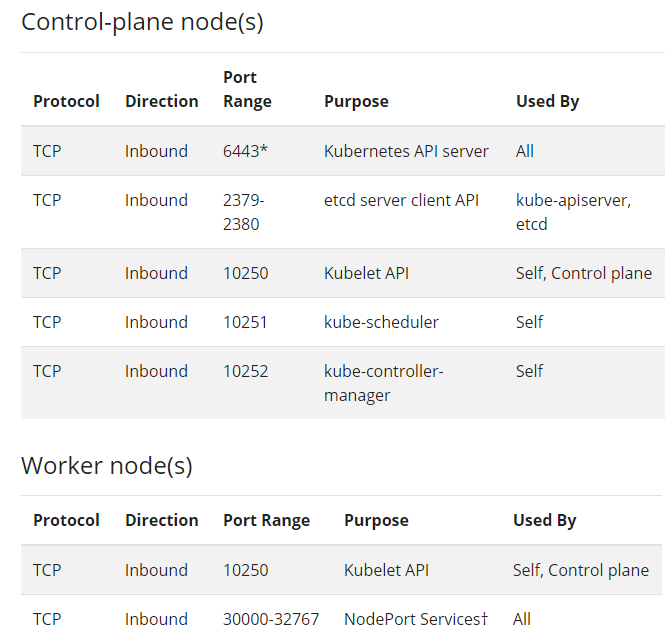 Control-plane node(s)
Protocol Direction Port Range Purpose Used By
TCP Inbound 6443* Kubernetes API server All
TCP Inbound 2379-2380 etcd server client API kube-apiserver, etcd
TCP Inbound 10250 Kubelet API Self, Control plane
TCP Inbound 10251 kube-scheduler Self
TCP Inbound 10252 kube-controller-manager Self
Worker node(s)
Protocol Direction Port Range Purpose Used By
TCP Inbound 10250 Kubelet API Self, Control plane
TCP Inbound 30000-32767 NodePort Services† All